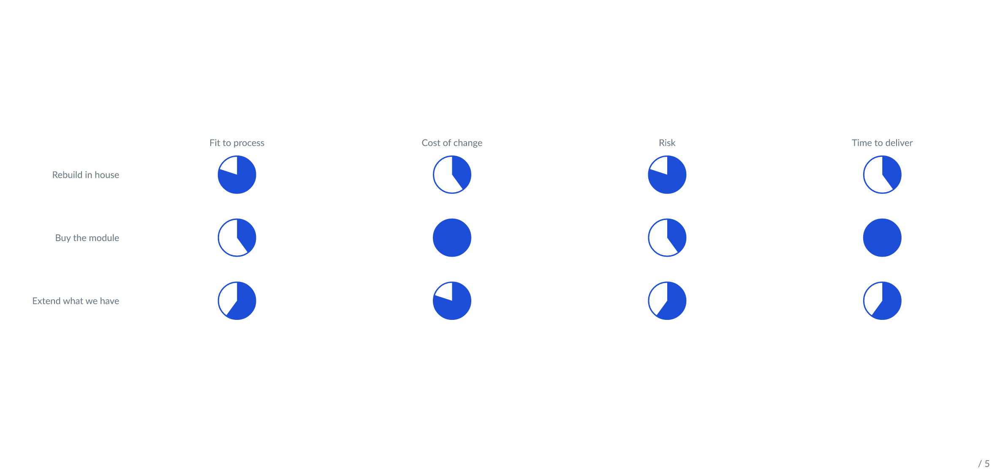 Fit to process
Cost of change
Risk
Time to deliver
Rebuild in house
Buy the module
Extend what we have
/ 5